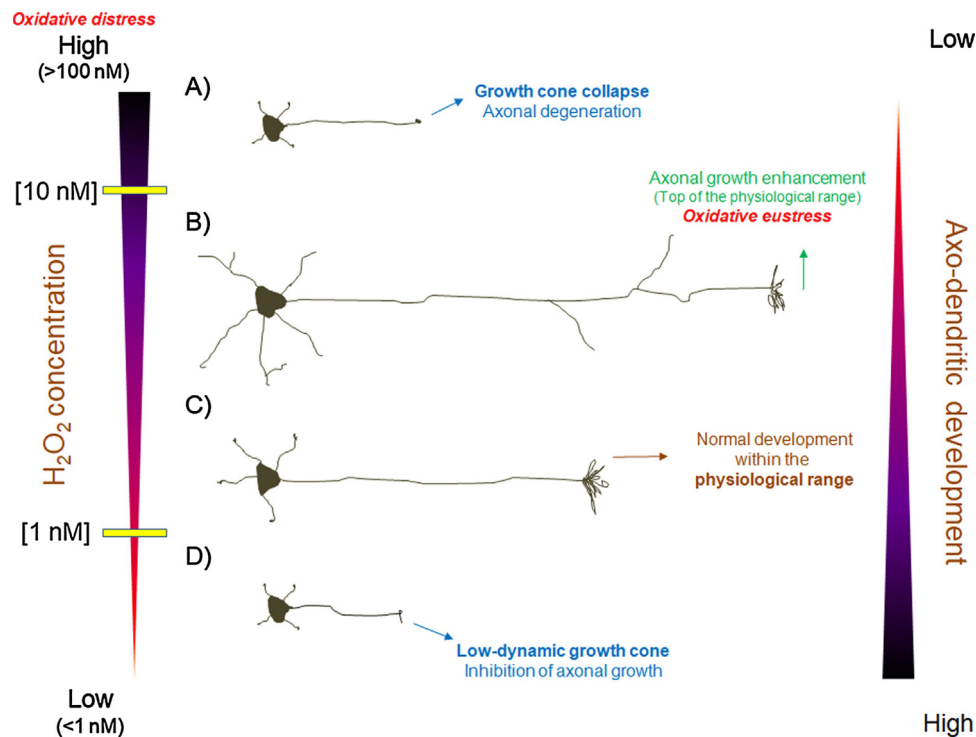 Oxidative distress
High
(>100 nM)
[10 nM]
H₂O₂ concentration
[1 nM]
Low
(<1 nM)
A)
Growth cone collapse
Axonal degeneration
B)
Axonal growth enhancement
(Top of the physiological range)
Oxidative eustress
C)
Normal development
within the
physiological range
D)
Low-dynamic growth cone
Inhibition of axonal growth
Low
Axo-dendritic development
High